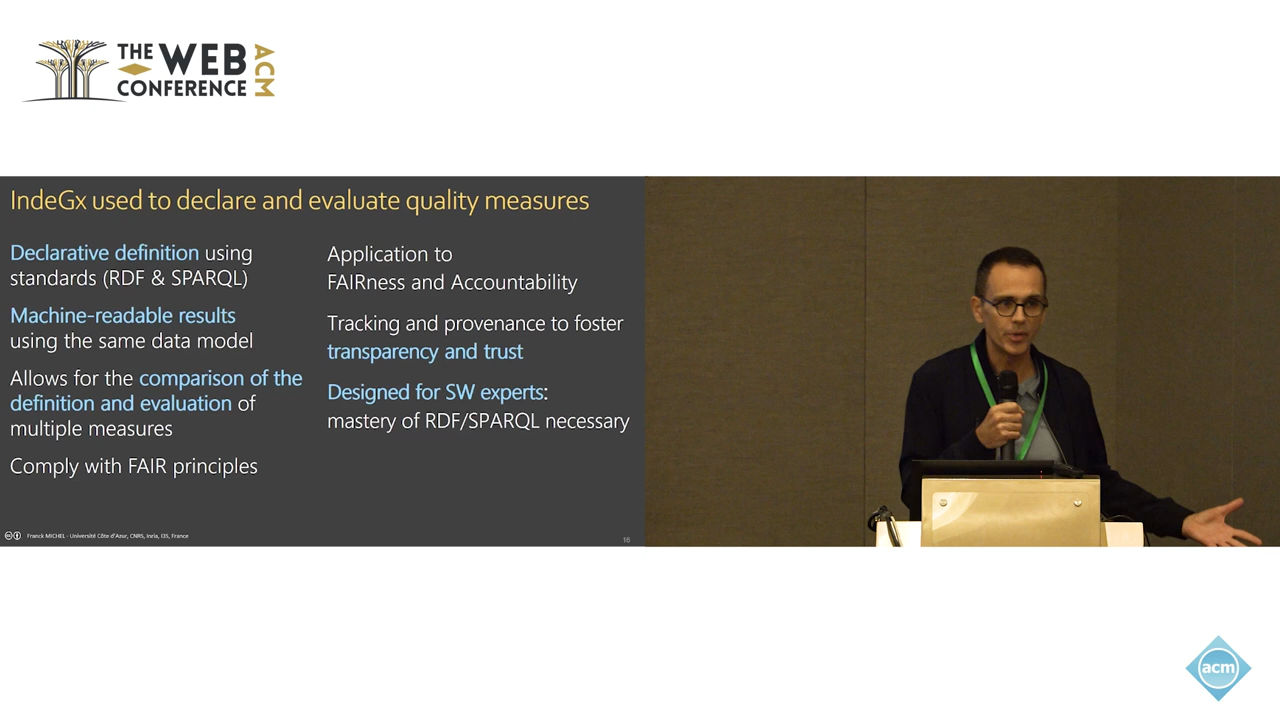 THE WEB
CONFERENCE
ACM
IndeGx used to declare and evaluate quality measures
Declarative definition using
standards (RDF & SPARQL)
Machine-readable results
using the same data model
Allows for the comparison of the
definition and evaluation of
multiple measures
Comply with FAIR principles
Application to
FAIRness and Accountability
Tracking and provenance to foster
transparency and trust
Designed for SW experts:
mastery of RDF/SPARQL necessary
Franck MICHEL - Université Côte d'Azur, CNRS, Inria, I3S, France
16
acm